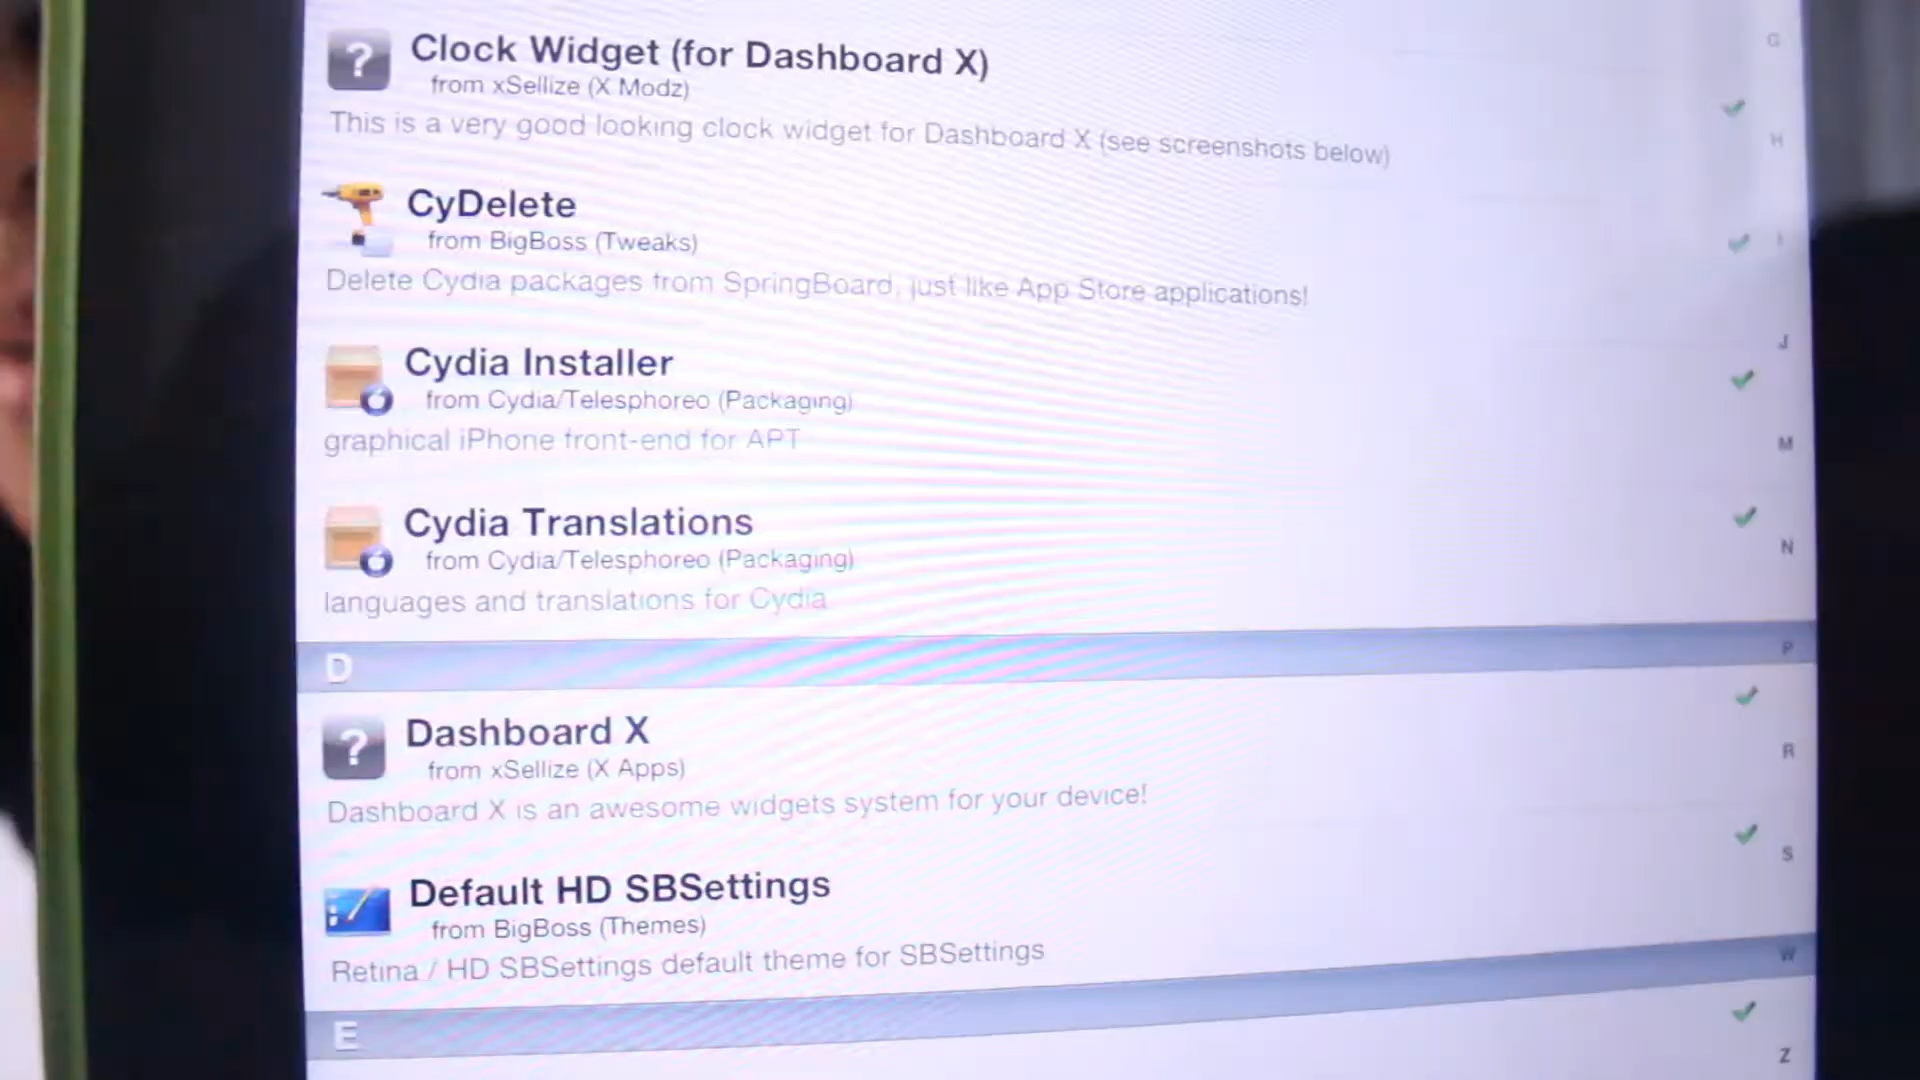 Clock Widget (for Dashboard X)
from xSellize (X Modz)
This is a very good looking clock widget for Dashboard X (see screenshots below)
CyDelete
from BigBoss (Tweaks)
Delete Cydia packages from SpringBoard, just like App Store applications!
Cydia Installer
from Cydia/Telesphoreo (Packaging)
graphical iPhone front-end for APT
Cydia Translations
from Cydia/Telesphoreo (Packaging)
languages and translations for Cydia
D
Dashboard X
from xSellize (X Apps)
Dashboard X is an awesome widgets system for your device!
Default HD SBSettings
from BigBoss (Themes)
Retina / HD SBSettings default theme for SBSettings
E
G
H
I
J
M
N
P
R
S
W
Z